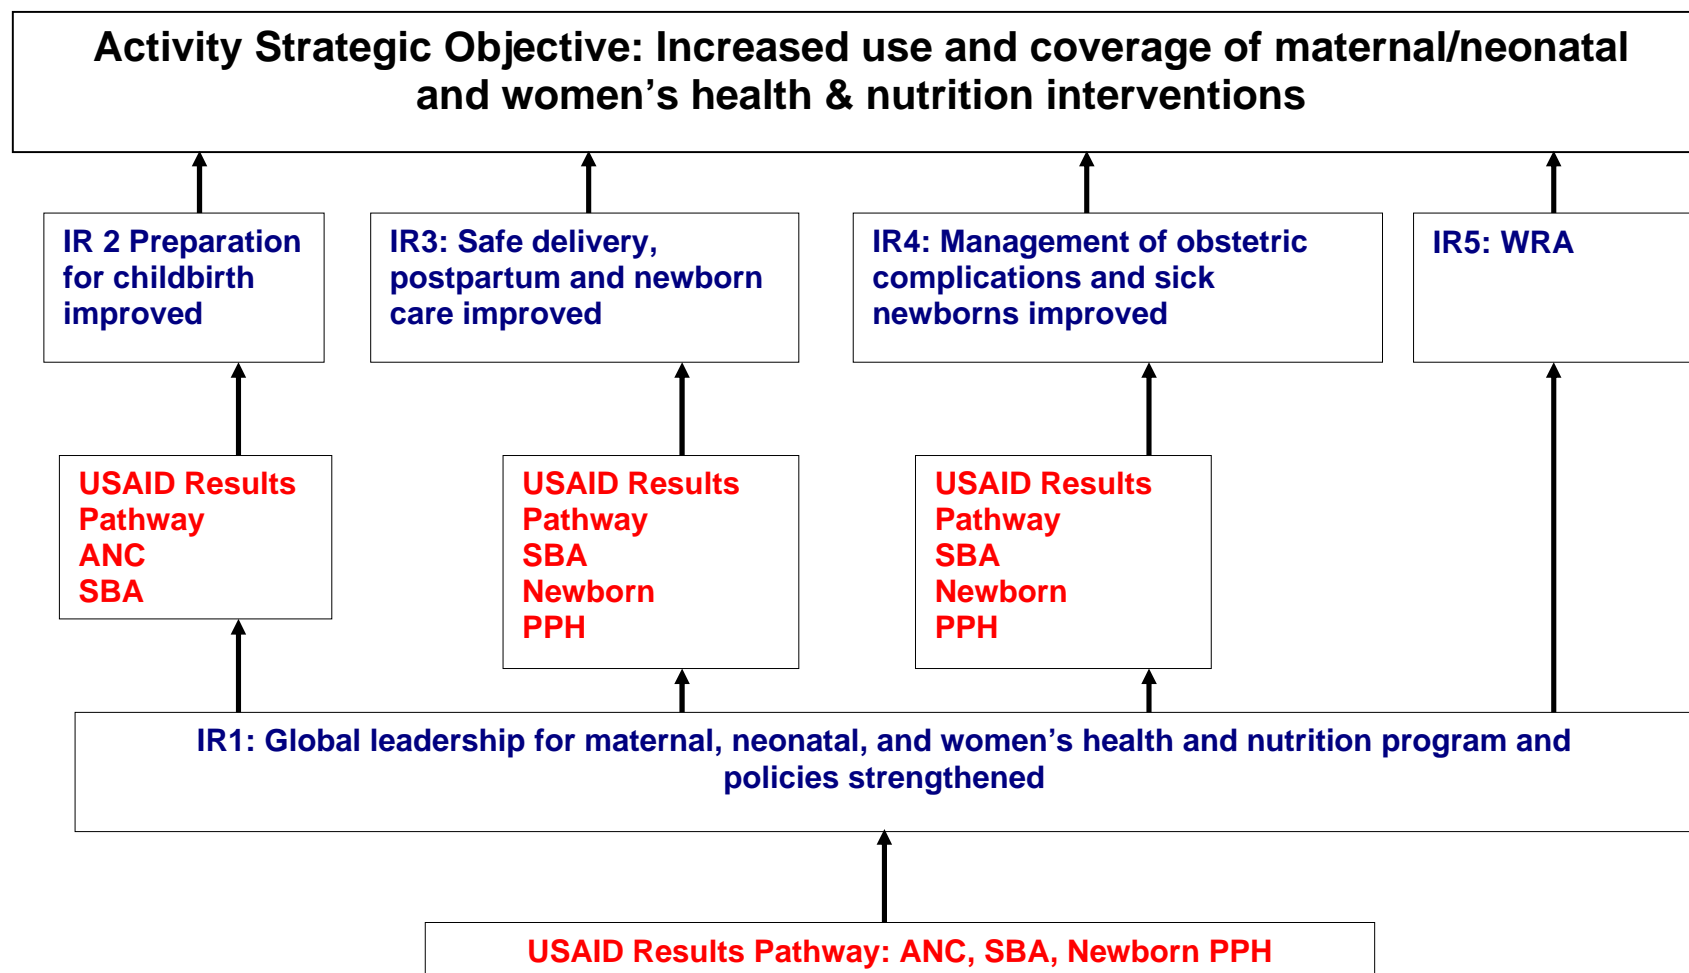 Activity Strategic Objective: Increased use and coverage of maternal/neonatal
and women’s health & nutrition interventions
IR 2 Preparation
for childbirth
improved
IR3: Safe delivery,
postpartum and newborn
care improved
IR4: Management of obstetric
complications and sick
newborns improved
IR5: WRA
USAID Results
Pathway
ANC
SBA
USAID Results
Pathway
SBA
Newborn
PPH
USAID Results
Pathway
SBA
Newborn
PPH
IR1: Global leadership for maternal, neonatal, and women’s health and nutrition program and
policies strengthened
USAID Results Pathway: ANC, SBA, Newborn PPH